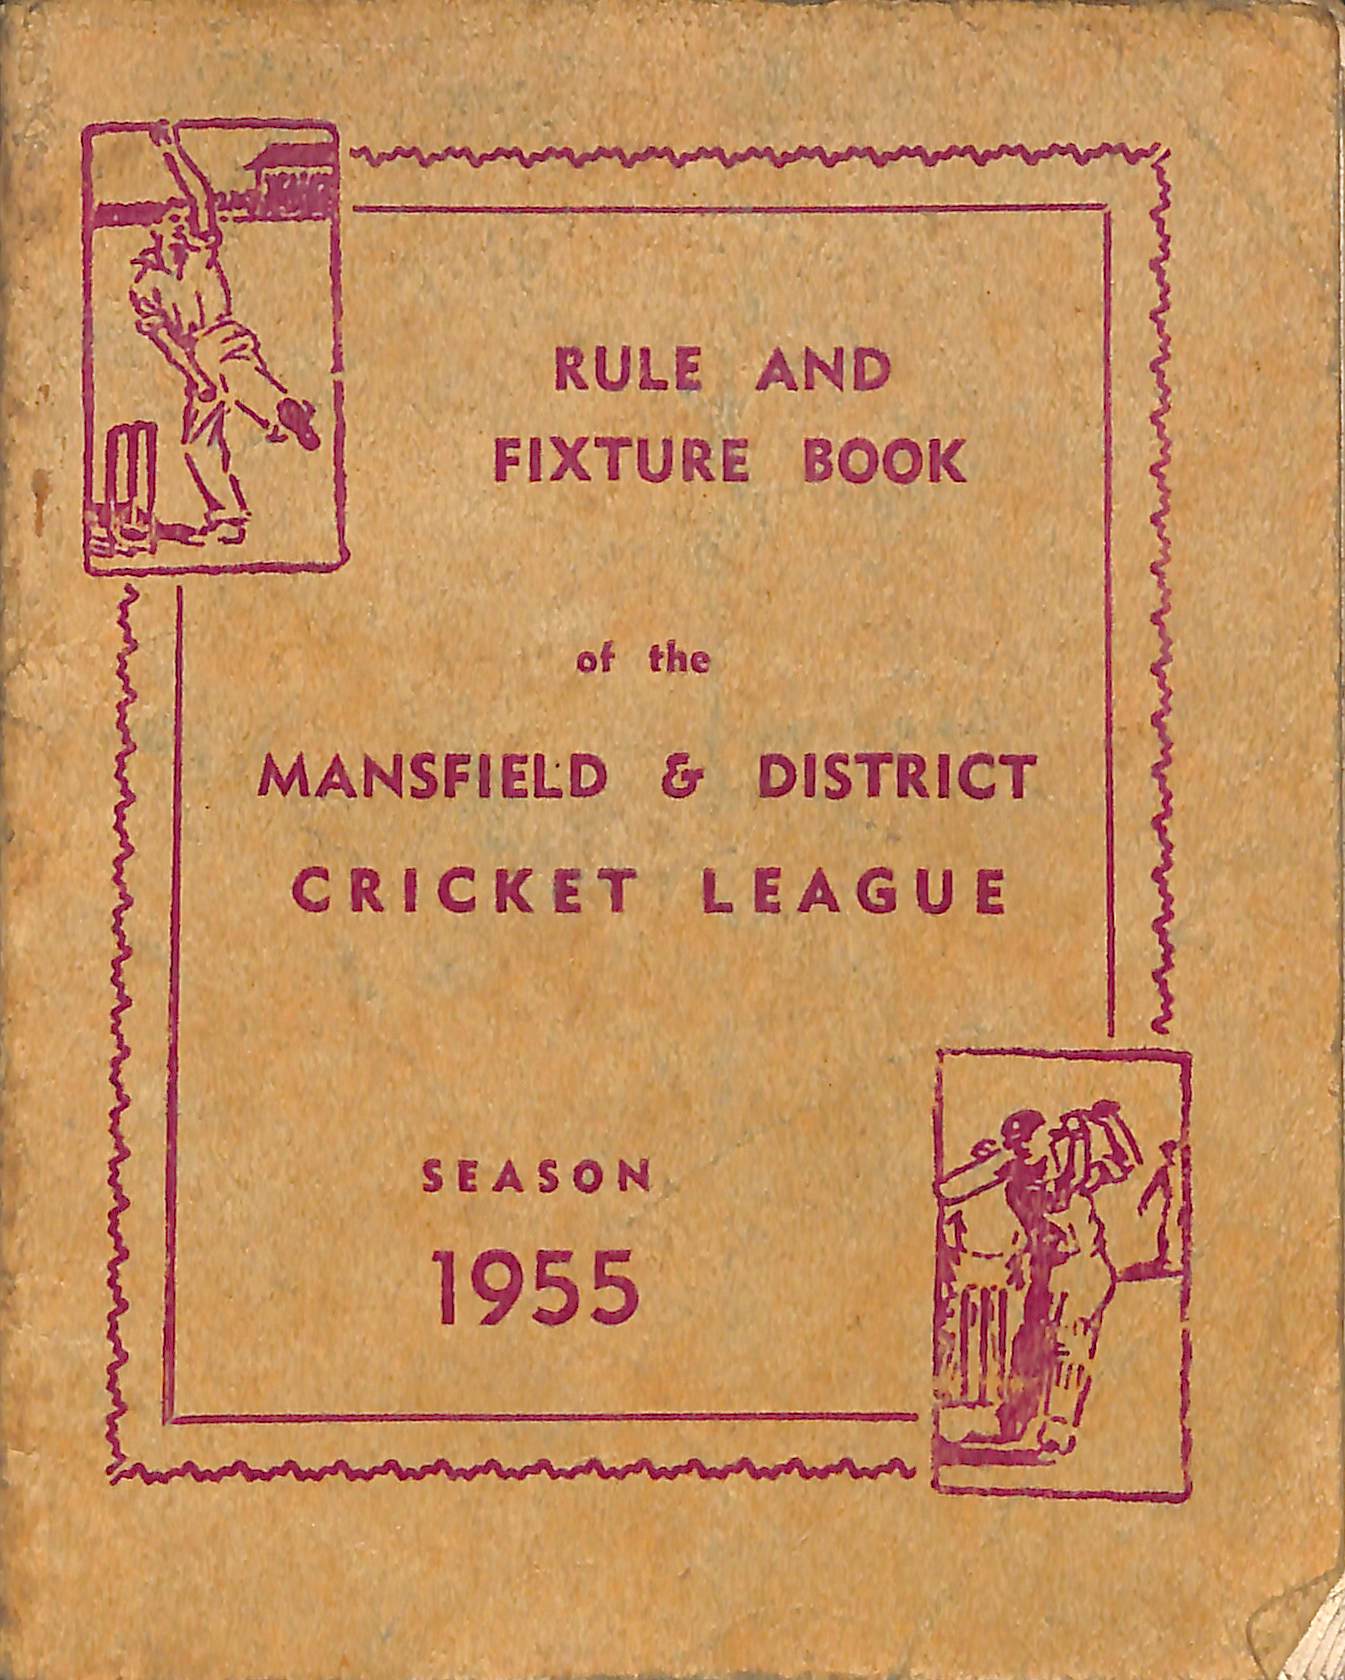 RULE AND
FIXTURE BOOK
of the
MANSFIELD & DISTRICT
CRICKET LEAGUE
SEASON
1955